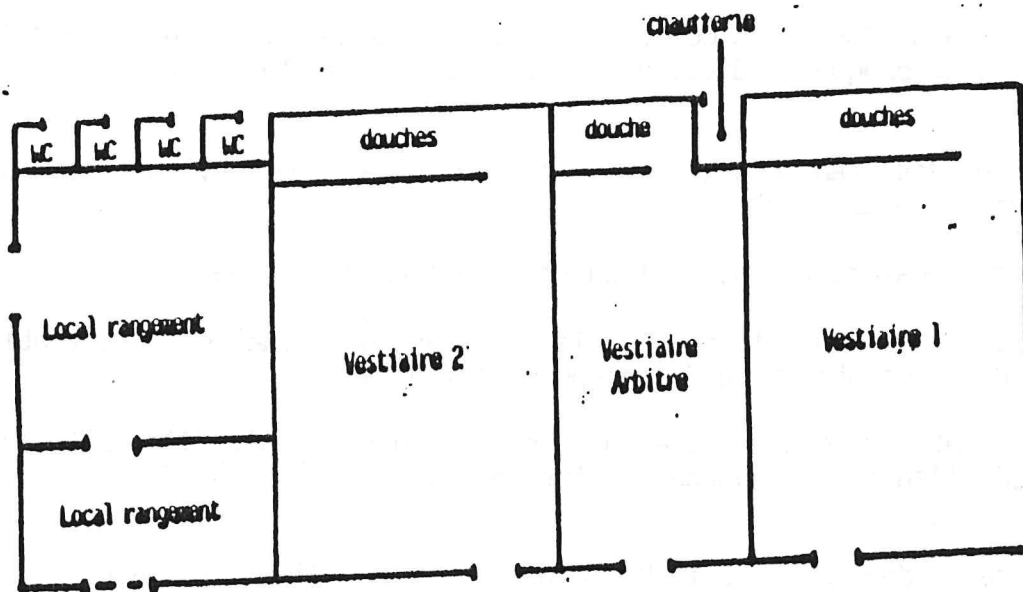 chaufferie
WC
WC
WC
WC
douches
douche
douches
Local rangement
Vestiaire 2
Vestiaire
Arbitre
Vestiaire 1
Local rangement